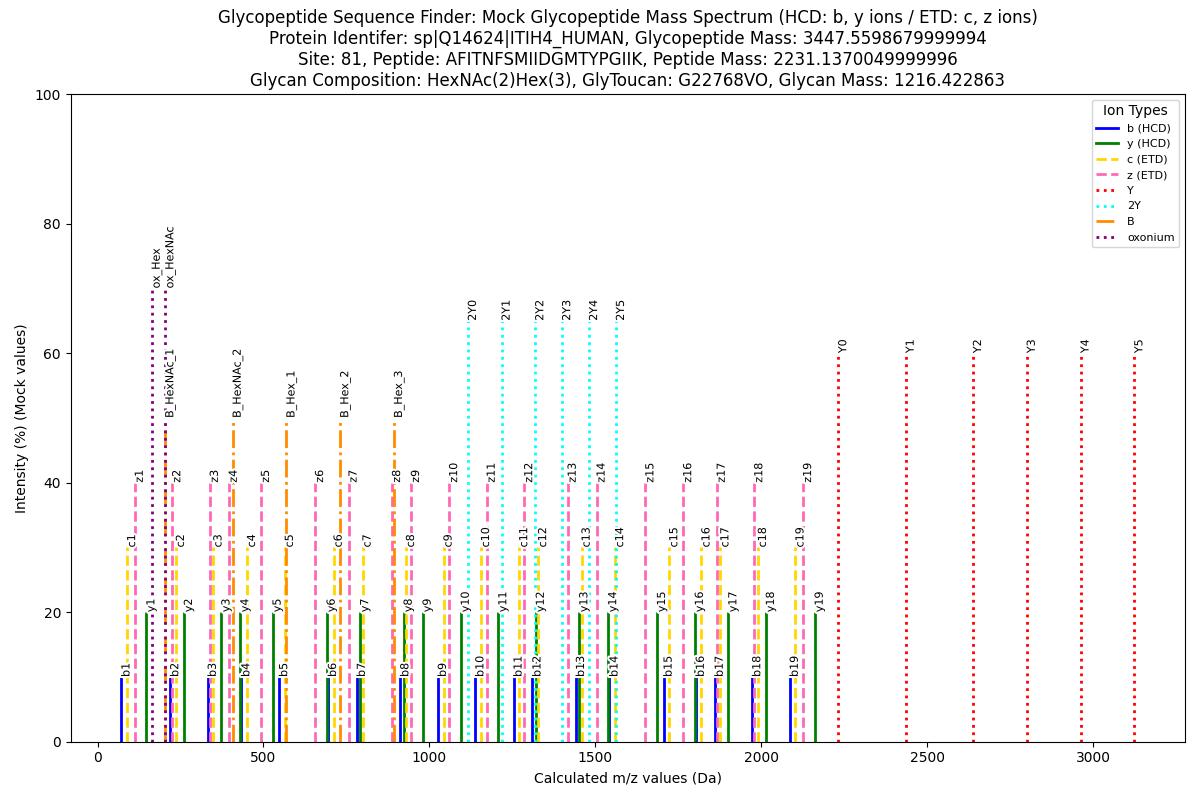 Glycopeptide Sequence Finder: Mock Glycopeptide Mass Spectrum (HCD: b, y ions / ETD: c, z ions)
Protein Identifer: sp|Q14624|ITIH4_HUMAN, Glycopeptide Mass: 3447.5598679999994
Site: 81, Peptide: AFITNFSMIIDGMTYPGIIK, Peptide Mass: 2231.1370049999996
Glycan Composition: HexNAc(2)Hex(3), GlyToucan: G22768VO, Glycan Mass: 1216.422863
100
80
60
40
20
0
Intensity (%) (Mock values)
Ion Types
b (HCD)
y (HCD)
c (ETD)
z (ETD)
Y
2Y
B
oxonium
ox_Hex
ox_HexNAc
2Y0
2Y1
2Y2
2Y3
2Y4
2Y5
Y0
Y1
Y2
Y3
Y4
Y5
B_HexNAc_1
B_HexNAc_2
B_Hex_1
B_Hex_2
B_Hex_3
z1
z2
z3
z4
z5
z6
z7
z8
z9
z10
z11
z12
z13
z14
z15
z16
z17
z18
z19
c1
c2
c3
c4
c5
c6
c7
c8
c9
c10
c11
c12
c13
c14
c15
c16
c17
c18
c19
y1
y2
y3
y4
y5
y6
y7
y8
y9
y10
y11
y12
y13
y14
y15
y16
y17
y18
y19
b1
b2
b3
b4
b5
b6
b7
b8
b9
b10
b11
b12
b13
b14
b15
b16
b17
b18
b19
0
500
1000
1500
2000
2500
3000
Calculated m/z values (Da)